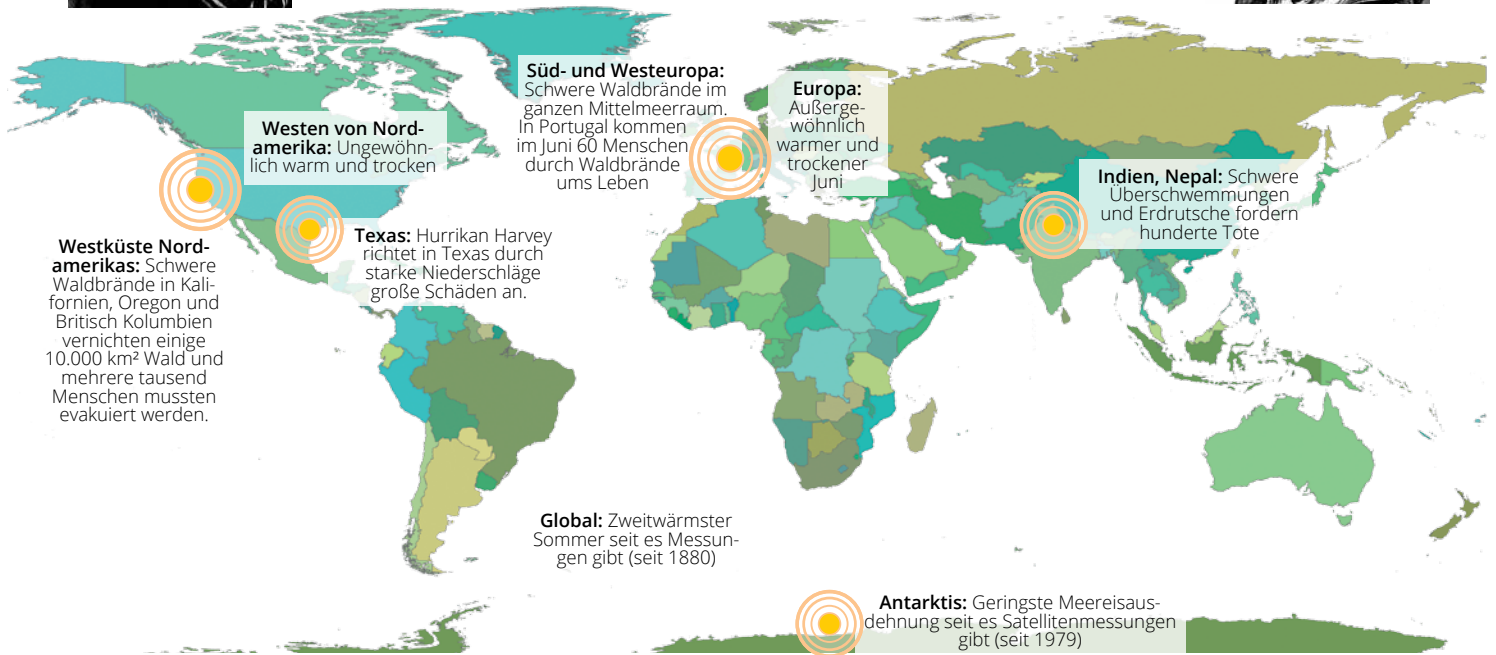 Süd- und Westeuropa:
Schwere Waldbrände im
ganzen Mittelmeerraum.
In Portugal kommen
im Juni 60 Menschen
durch Waldbrände
ums Leben
Europa:
Außerge-
wöhnlich
warmer und
trockener
Juni
Westen von Nord-
amerika: Ungewöhn-
lich warm und trocken
Indien, Nepal: Schwere
Überschwemmungen
und Erdrutsche fordern
hunderte Tote
Westküste Nord-
amerikas: Schwere
Waldbrände in Kali-
fornien, Oregon und
Britisch Kolumbien
vernichten einige
10.000 km² Wald und
mehrere tausend
Menschen mussten
evakuiert werden.
Texas: Hurrikan Harvey
richtet in Texas durch
starke Niederschläge
große Schäden an.
Global: Zweitwärmster
Sommer seit es Messun-
gen gibt (seit 1880)
Antarktis: Geringste Meereisaus-
dehnung seit es Satellitenmessungen
gibt (seit 1979)